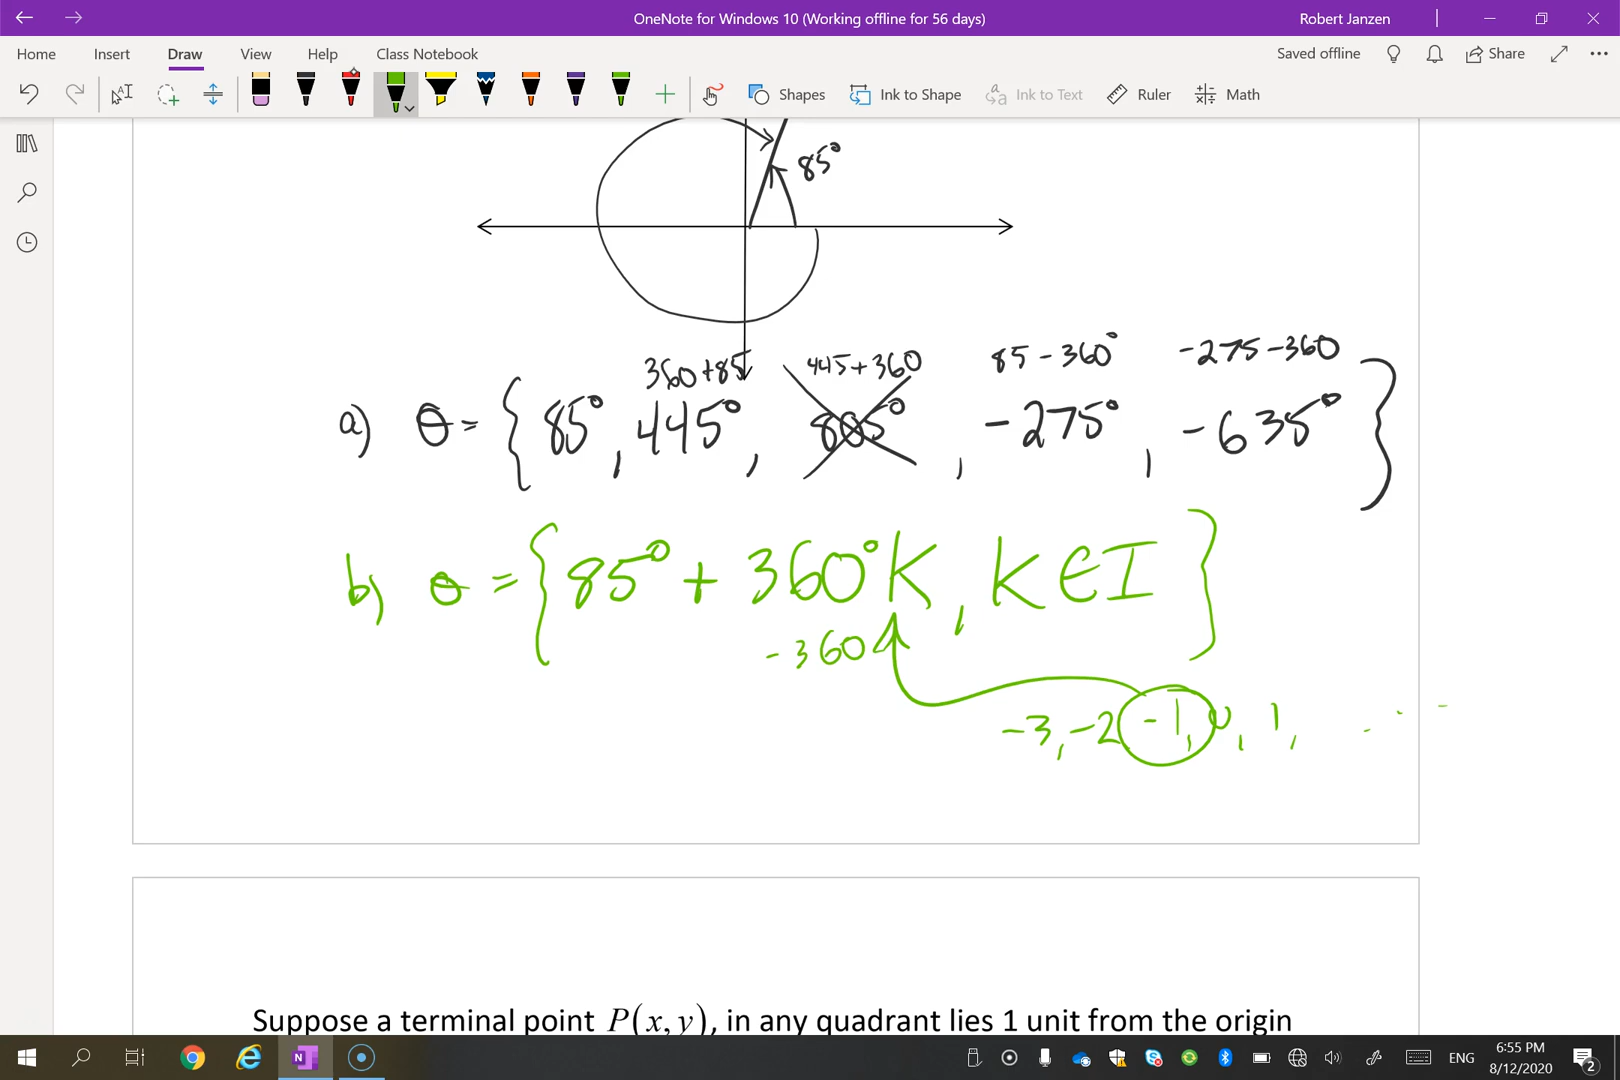 OneNote for Windows 10 (Working offline for 56 days)
Robert Janzen
Home Insert Draw View Help Class Notebook
Saved offline Share
Shapes Ink to Shape Ink to Text Ruler Math
85°
360+85 445+360 85-360° -275-360
a) θ = { 85°, 445°, 805°, -275°, -635° }
b) θ = { 85° + 360°K, K∈I }
-360
-3, -2 -1, 0, 1, ....
Suppose a terminal point P(x, y), in any quadrant lies 1 unit from the origin
ENG
6:55 PM
8/12/2020
2